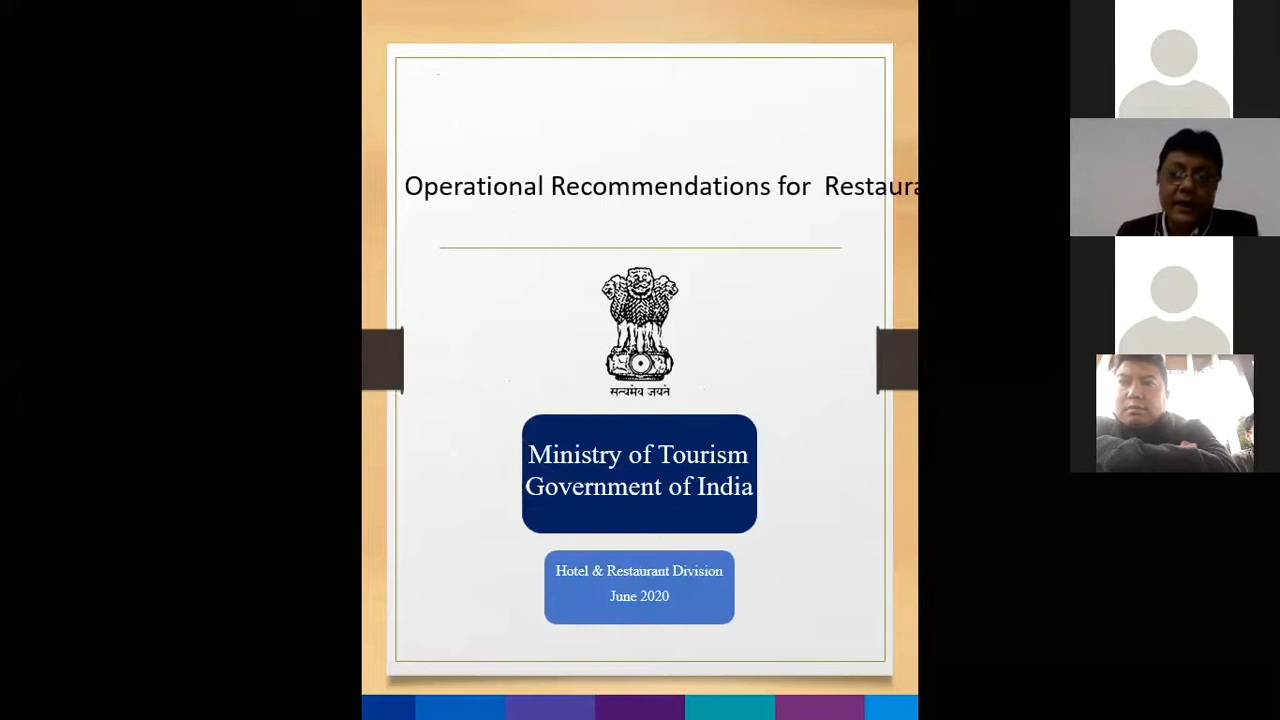 Operational Recommendations for Restaura
सत्यमेव जयते
Ministry of Tourism
Government of India
Hotel & Restaurant Division
June 2020